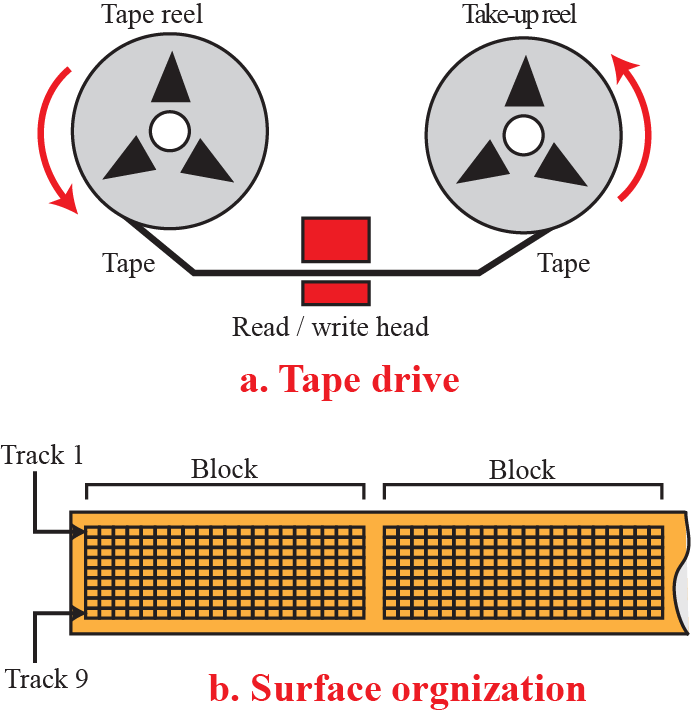 Tape reel
Take-up reel
Tape
Tape
Read / write head
a. Tape drive
Track 1
Block
Block
Track 9
b. Surface orgnization